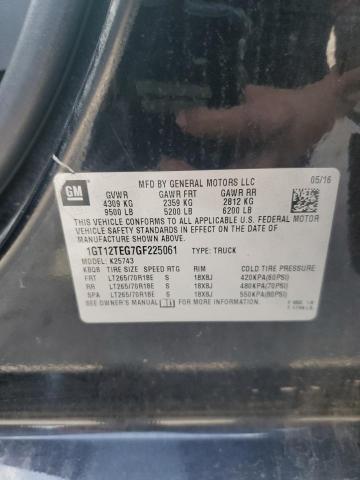 GM
MFD BY GENERAL MOTORS LLC
05/16
GVWR GAWR FRT GAWR RR
4309 KG 2359 KG 2812 KG
9500 LB 5200 LB 6200 LB
THIS VEHICLE CONFORMS TO ALL APPLICABLE U.S. FEDERAL MOTOR
VEHICLE SAFETY STANDARDS IN EFFECT ON THE DATE OF
MANUFACTURE SHOWN ABOVE.
1GT12TEG7GF225061 TYPE: TRUCK
MODEL: K25743
KBQB TIRE SIZE SPEED RTG RIM COLD TIRE PRESSURE
FRT LT265/70R18E S 18X8J 420KPA(60PSI)
RR LT265/70R18E S 18X8J 480KPA(70PSI)
SPA LT265/70R18E S 18X8J 550KPA(80PSI)
SEE OWNER'S MANUAL FOR MORE INFORMATION.